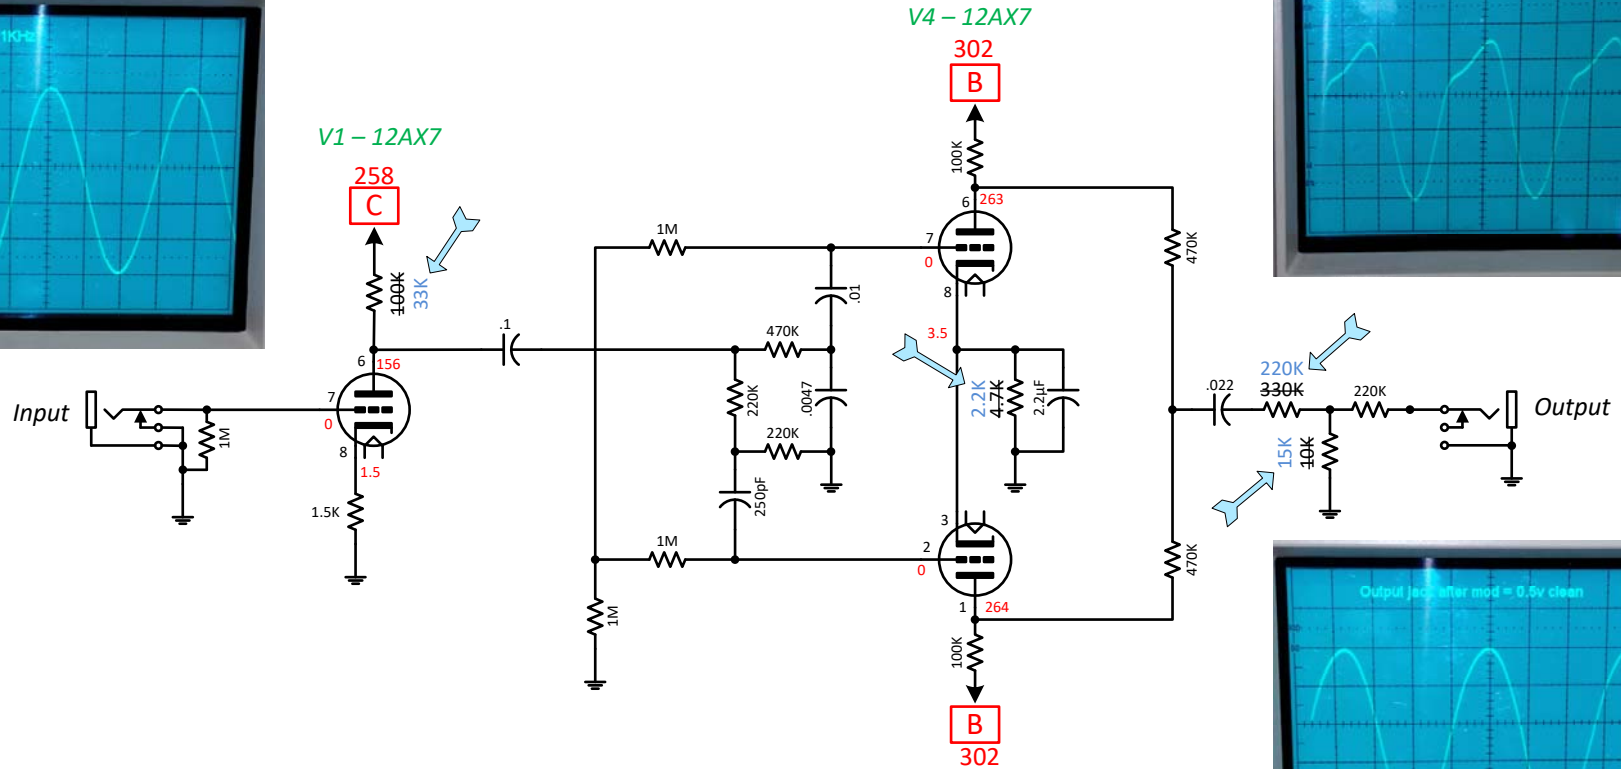 1KHz
V4 – 12AX7
302
B
V1 – 12AX7
258
C
100K
100K
33K
6
156
7
0
8
1.5
Input
1M
1.5K
.1
1M
.01
470K
220K
.0047
220K
250pF
1M
1M
6
263
7
0
8
3.5
2.2K
4.7K
2.2µF
3
2
0
1
264
100K
B
302
470K
470K
.022
220K
330K
220K
15K
10K
Output
Output jack after mod = 0.5v clean